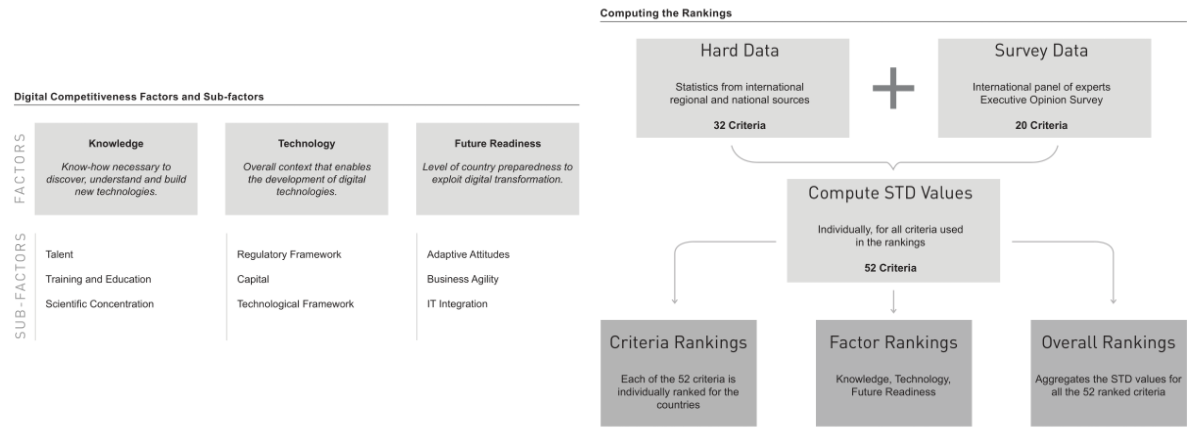 Digital Competitiveness Factors and Sub-factors
FACTORS
Knowledge
Know-how necessary to
discover, understand and build
new technologies.
Technology
Overall context that enables
the development of digital
technologies.
Future Readiness
Level of country preparedness to
exploit digital transformation.
SUB-FACTORS
Talent
Training and Education
Scientific Concentration
Regulatory Framework
Capital
Technological Framework
Adaptive Attitudes
Business Agility
IT Integration
Computing the Rankings
Hard Data
Statistics from international
regional and national sources
32 Criteria
+
Survey Data
International panel of experts
Executive Opinion Survey
20 Criteria
Compute STD Values
Individually, for all criteria used
in the rankings
52 Criteria
Criteria Rankings
Each of the 52 criteria is
individually ranked for the
countries
Factor Rankings
Knowledge, Technology,
Future Readiness
Overall Rankings
Aggregates the STD values for
all the 52 ranked criteria